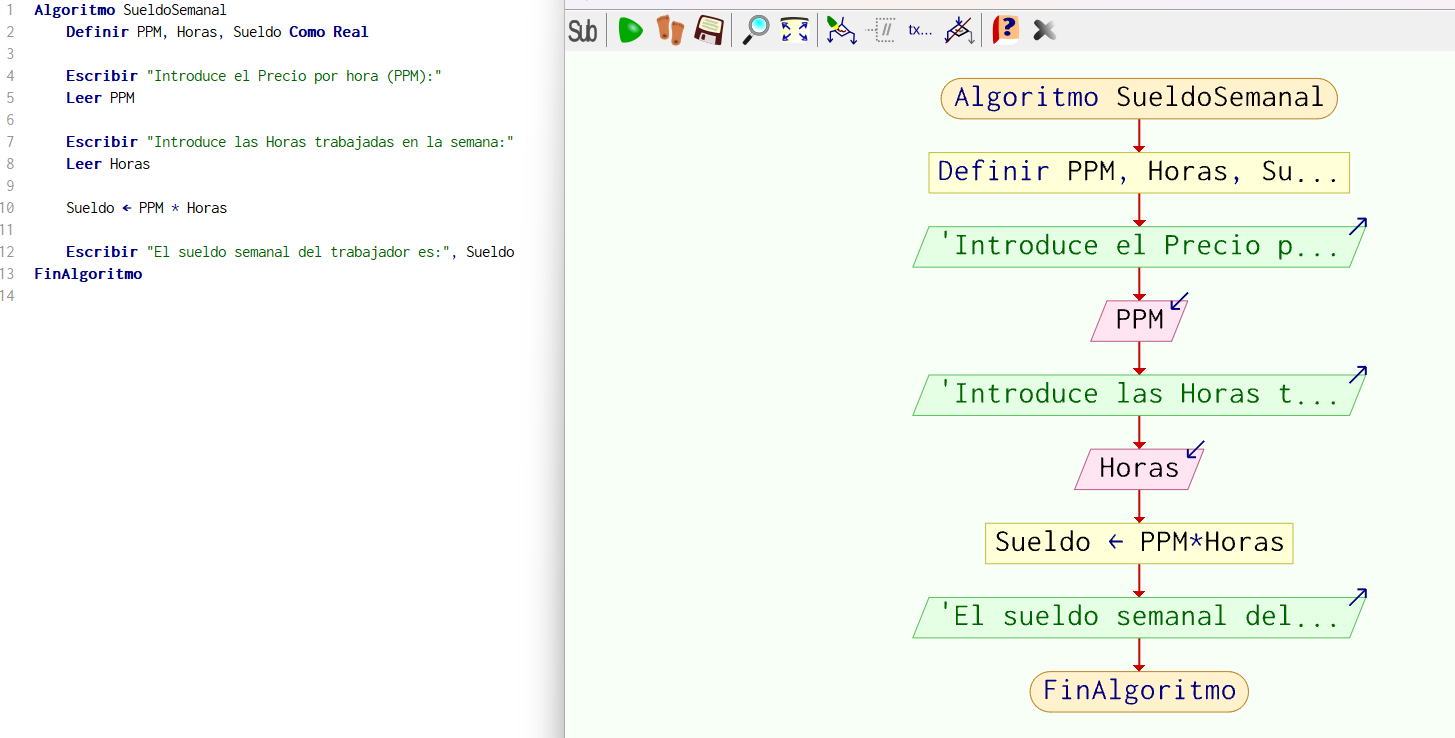 1 Algoritmo SueldoSemanal
2 Definir PPM, Horas, Sueldo Como Real
3
4 Escribir "Introduce el Precio por hora (PPM):"
5 Leer PPM
6
7 Escribir "Introduce las Horas trabajadas en la semana:"
8 Leer Horas
9
10 Sueldo ← PPM * Horas
11
12 Escribir "El sueldo semanal del trabajador es:", Sueldo
13 FinAlgoritmo
14
Sub // tx... ?
Algoritmo SueldoSemanal
Definir PPM, Horas, Su...
'Introduce el Precio p...
PPM
'Introduce las Horas t...
Horas
Sueldo ← PPM*Horas
'El sueldo semanal del...
FinAlgoritmo